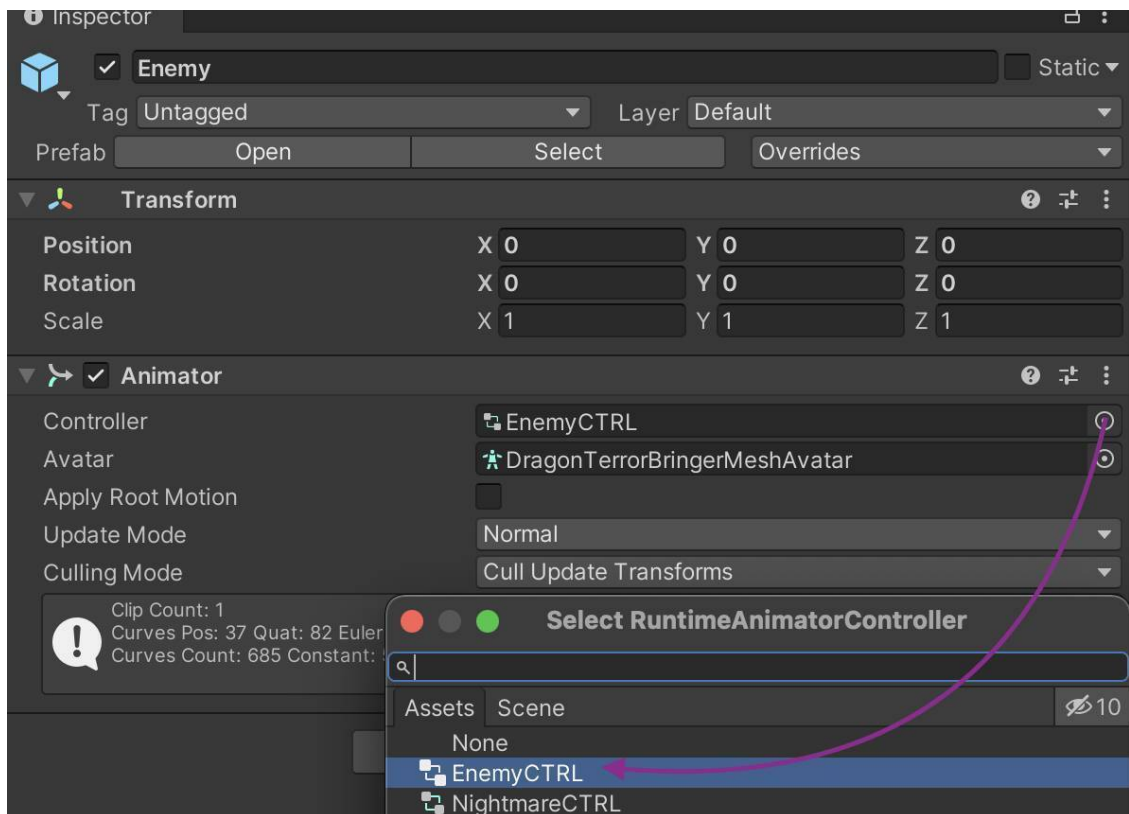 Inspector
Enemy
Static
Tag Untagged Layer Default
Prefab Open Select Overrides
Transform
Position X 0 Y 0 Z 0
Rotation X 0 Y 0 Z 0
Scale X 1 Y 1 Z 1
Animator
Controller EnemyCTRL
Avatar DragonTerrorBringerMeshAvatar
Apply Root Motion
Update Mode Normal
Culling Mode Cull Update Transforms
Clip Count: 1
Curves Pos: 37 Quat: 82 Euler
Curves Count: 685 Constant:
Select RuntimeAnimatorController
Assets Scene 10
None
EnemyCTRL
NightmareCTRL